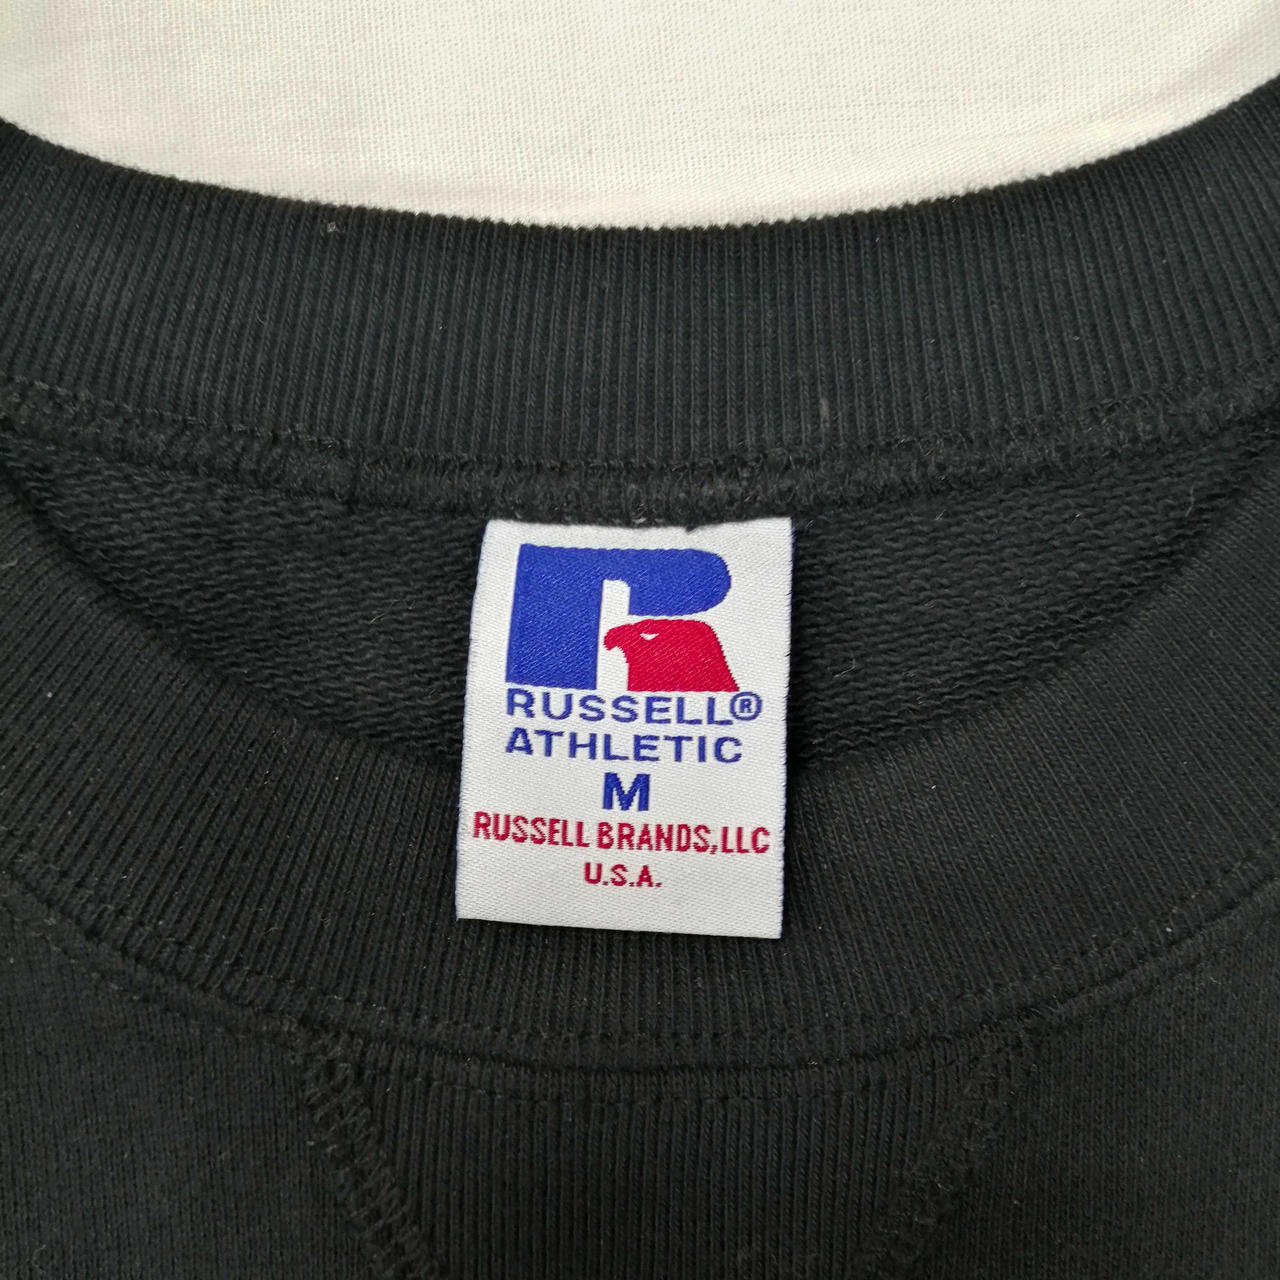 RUSSELL®
ATHLETIC
M
RUSSELL BRANDS, LLC
U.S.A.